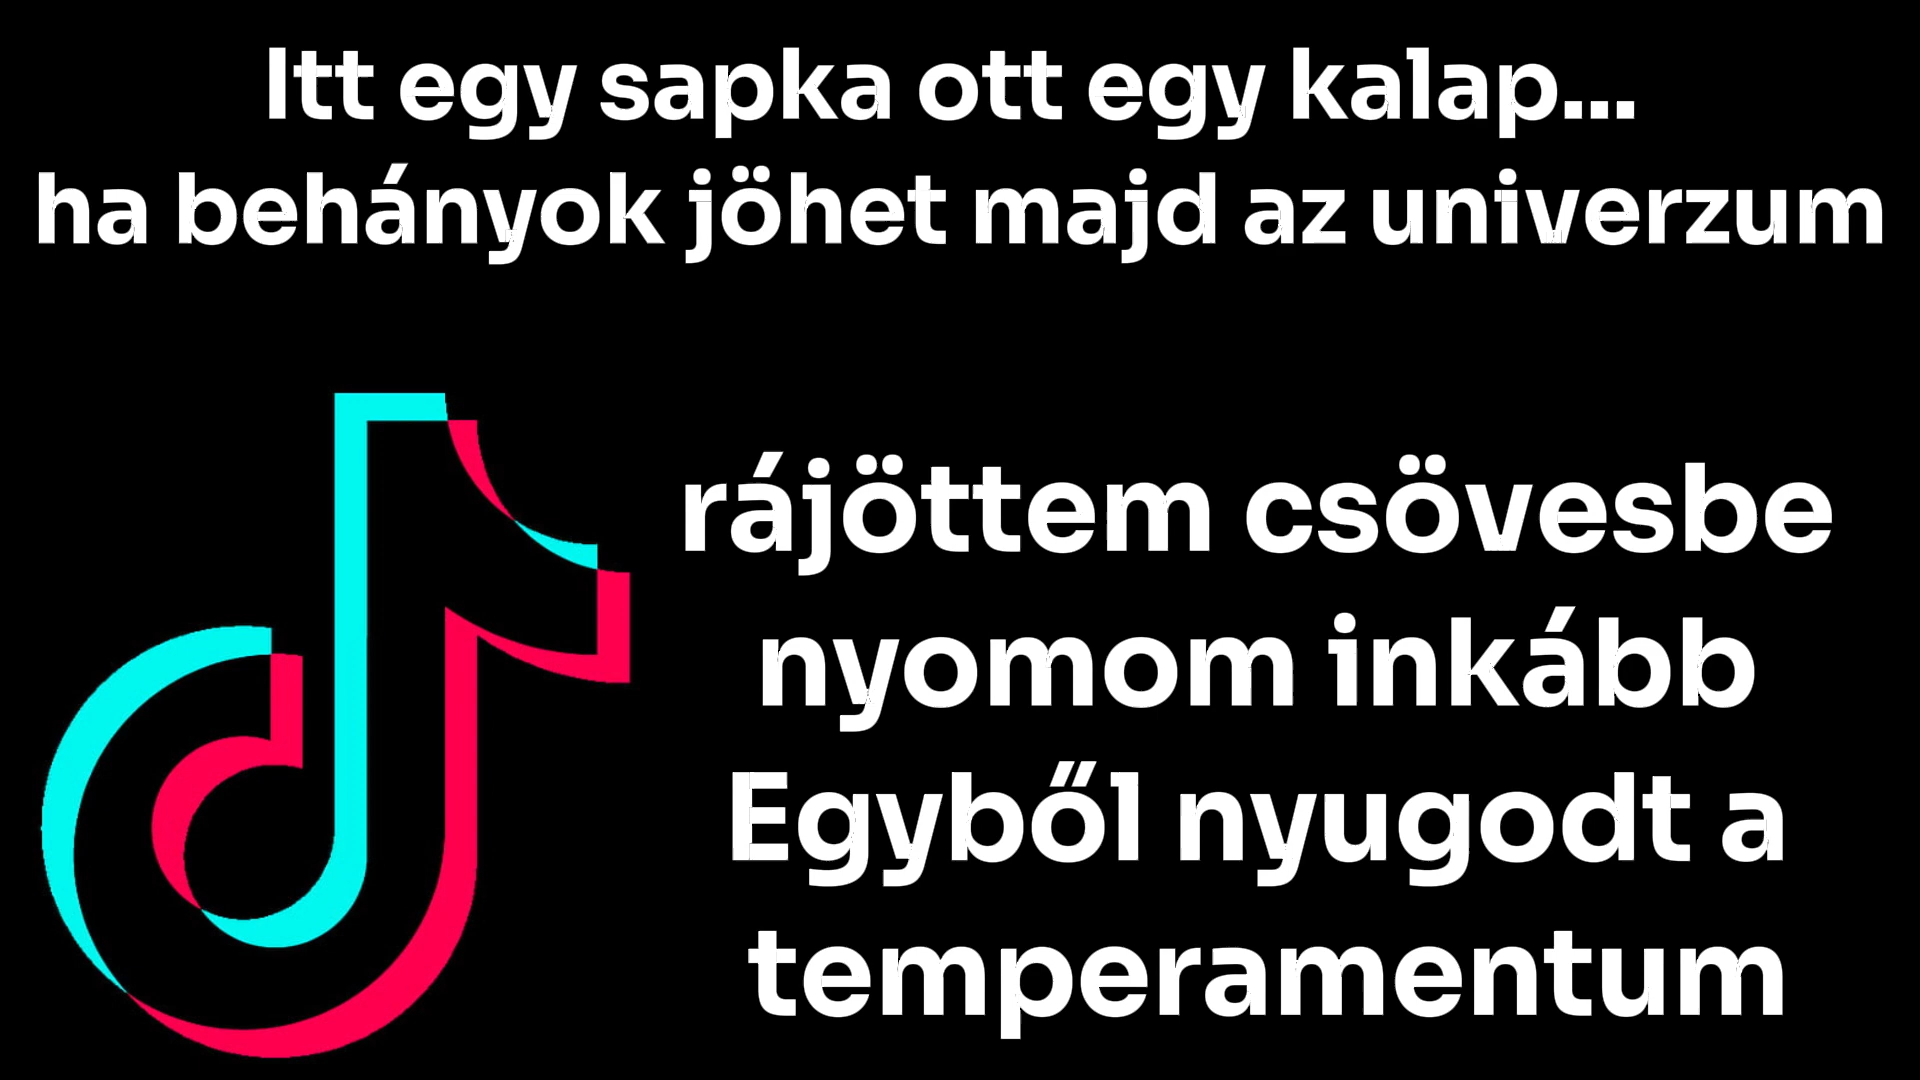 Itt egy sapka ott egy kalap...
ha behányok jöhet majd az univerzum
rájöttem csövesbe
nyomom inkább
Egyből nyugodt a
temperamentum